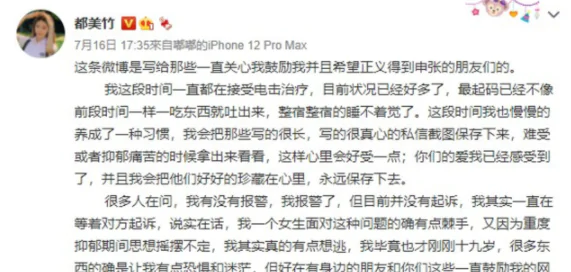 都美竹
7月16日 17:35来自嘟嘟的iPhone 12 Pro Max
这条微博是写给那些一直关心我鼓励我并且希望正义得到申张的朋友们的。
我这段时间一直都在接受电击治疗，目前状况已经好多了，最起码已经不像
前段时间一样一吃东西就吐出来，整宿整宿的睡不着觉了。这段时间我也慢慢的
养成了一种习惯，我会把那些写的很长，写的很真心的私信截图保存下来，难受
或者抑郁痛苦的时候拿出来看看，这样心里会好受一点；你们的爱我已经感受到
了，并且我会把他们好好的珍藏在心里，永远保存下去。
很多人在问，我有没有报警，我报警了，但目前并没有起诉，我其实一直在
等着对方起诉，说实在话，我一个女生面对这种问题的确有点棘手，又因为重度
抑郁期间思想摇摆不定，我其实真的有点想逃，我毕竟也才刚刚十九岁，很多东
西的确是让我有点恐惧和迷茫，但好在有身边的朋友和你们这些一直鼓励我的网